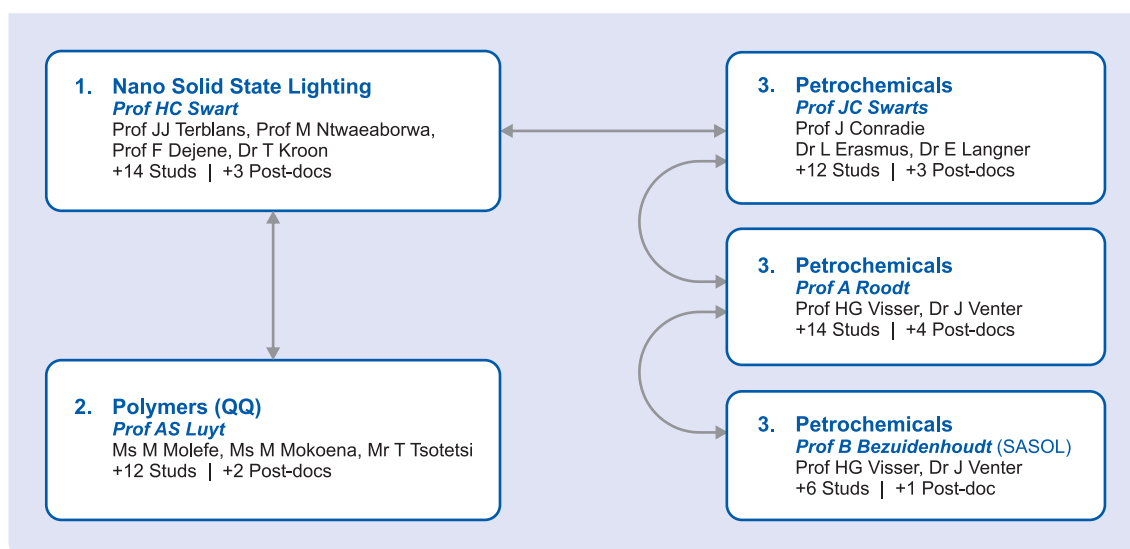 1. Nano Solid State Lighting
Prof HC Swart
Prof JJ Terblans, Prof M Ntwaeaborwa,
Prof F Dejene, Dr T Kroon
+14 Studs | +3 Post-docs
2. Polymers (QQ)
Prof AS Luyt
Ms M Molefe, Ms M Mokoena, Mr T Tsotetsi
+12 Studs | +2 Post-docs
3. Petrochemicals
Prof JC Swarts
Prof J Conradie
Dr L Erasmus, Dr E Langner
+12 Studs | +3 Post-docs
3. Petrochemicals
Prof A Roodt
Prof HG Visser, Dr J Venter
+14 Studs | +4 Post-docs
3. Petrochemicals
Prof B Bezuidenhoudt (SASOL)
Prof HG Visser, Dr J Venter
+6 Studs | +1 Post-doc